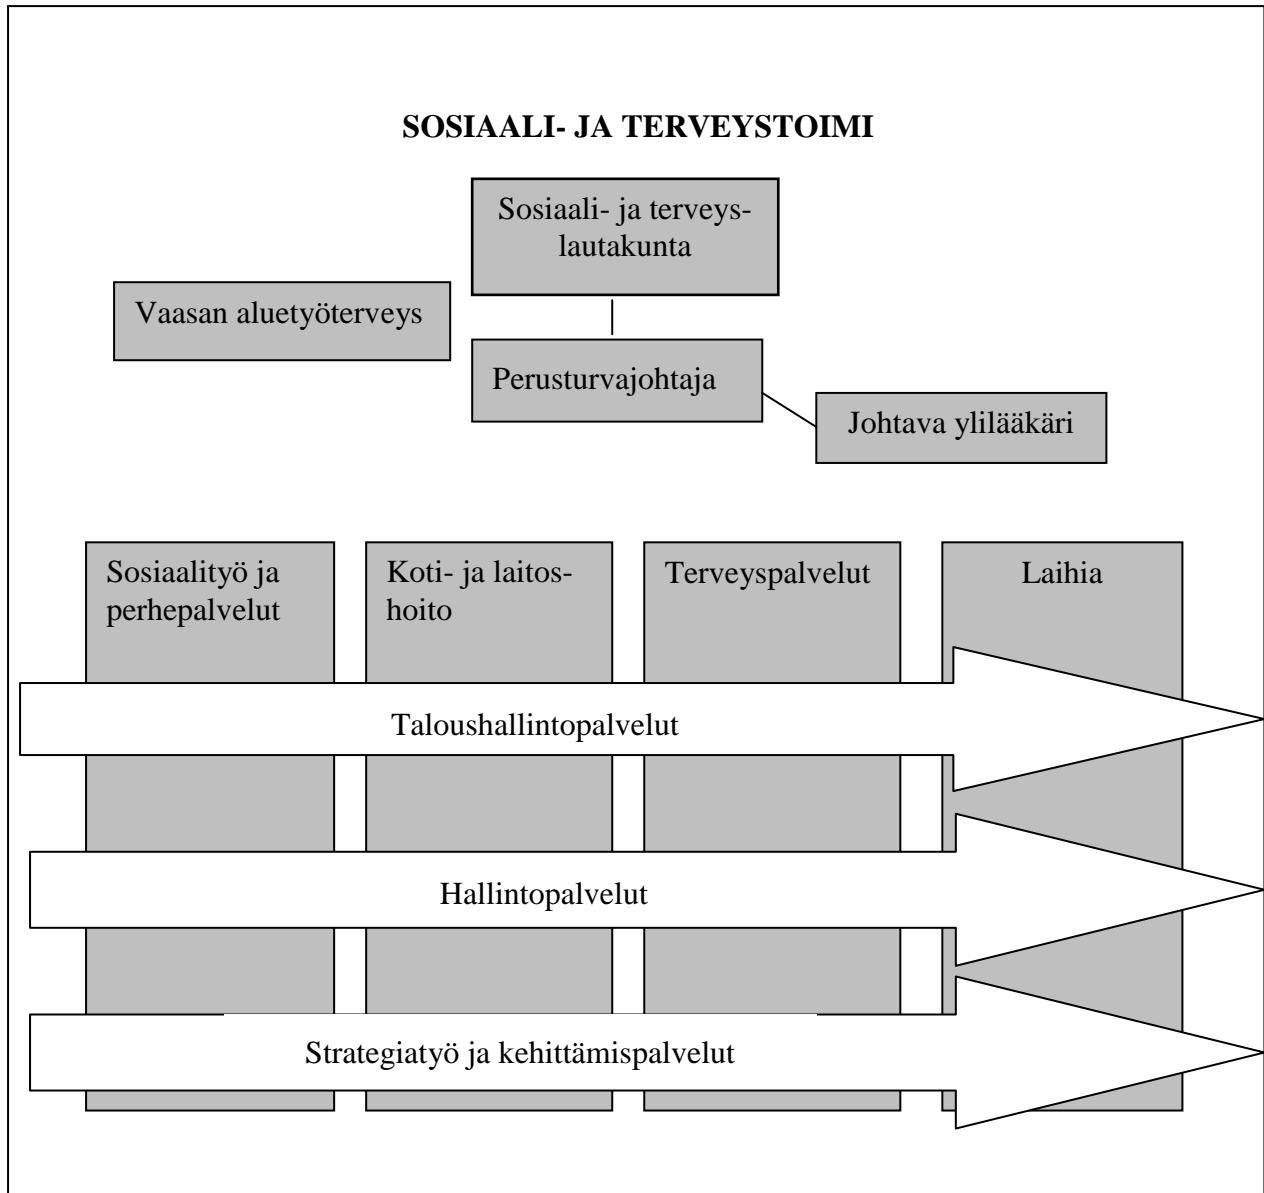 SOSIAALI- JA TERVEYSTOIMI
Sosiaali- ja terveys-
lautakunta
Vaasan aluetyöterveys
Perusturvajohtaja
Johtava ylilääkäri
Sosiaalityö ja
perhepalvelut
Koti- ja laitos-
hoito
Terveyspalvelut
Laihia
Taloushallintopalvelut
Hallintopalvelut
Strategiatyö ja kehittämispalvelut